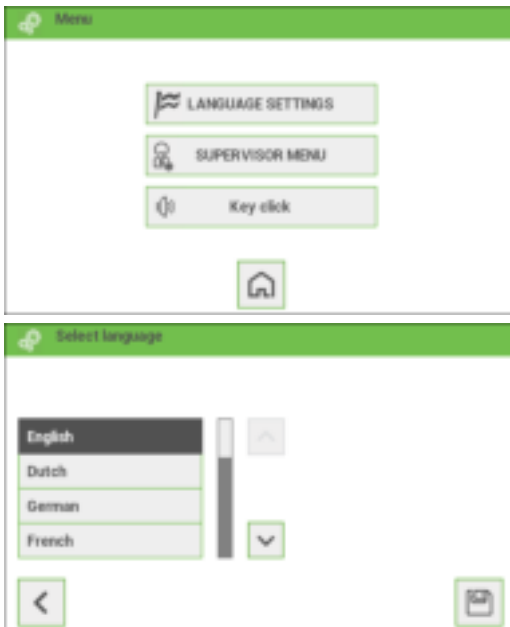 Menu
LANGUAGE SETTINGS
SUPERVISOR MENU
Key click
Select language
English
Dutch
German
French